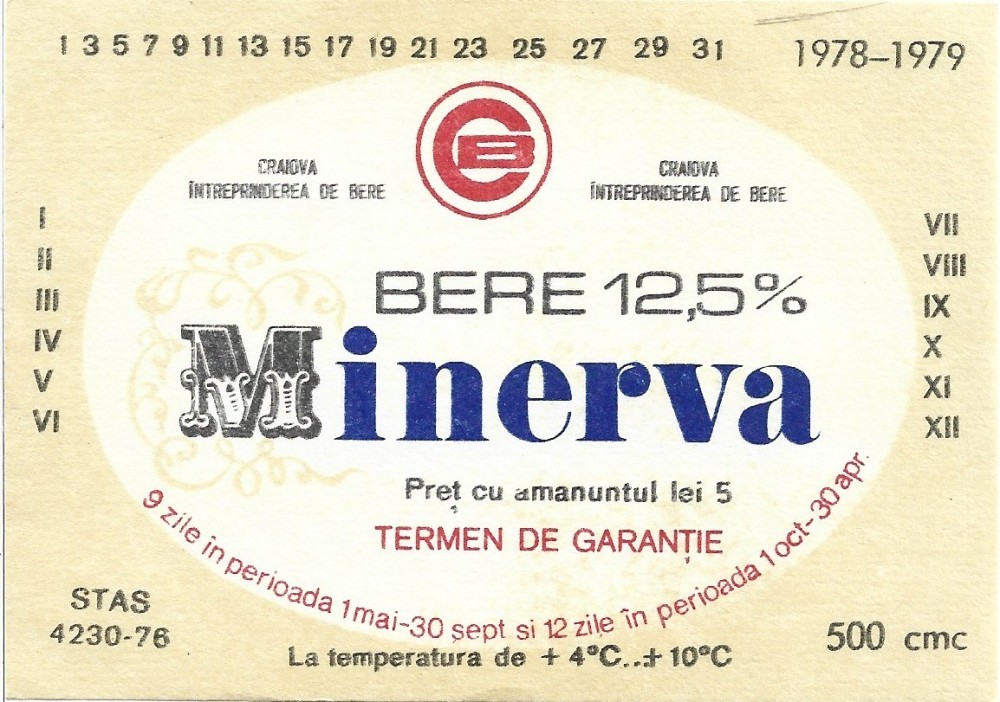 1 3 5 7 9 11 13 15 17 19 21 23 25 27 29 31
1978–1979
CB
CRAIOVA
ÎNTREPRINDEREA DE BERE
CRAIOVA
ÎNTREPRINDEREA DE BERE
I
II
III
IV
V
VI
VII
VIII
IX
X
XI
XII
BERE 12,5%
Minerva
Preț cu amanuntul lei 5
TERMEN DE GARANȚIE
9 zile în perioada 1 mai-30 sept si 12 zile în perioada 1 oct-30 apr.
La temperatura de + 4°C..+ 10°C
STAS
4230-76
500 cmc